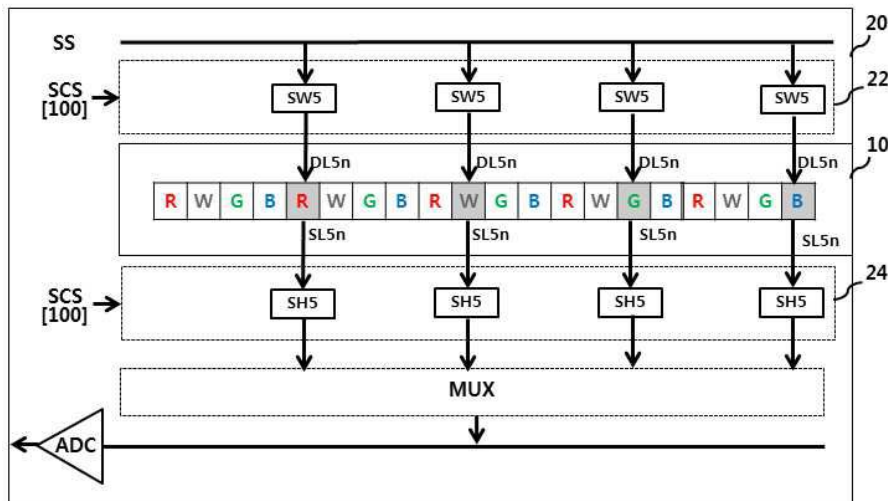 SS
20
SCS
[100]
SW5 SW5 SW5 SW5
22
DL5n DL5n DL5n DL5n
10
R W G B R W G B R W G B R W G B R W G B
SL5n SL5n SL5n SL5n
SCS
[100]
SH5 SH5 SH5 SH5
24
MUX
ADC